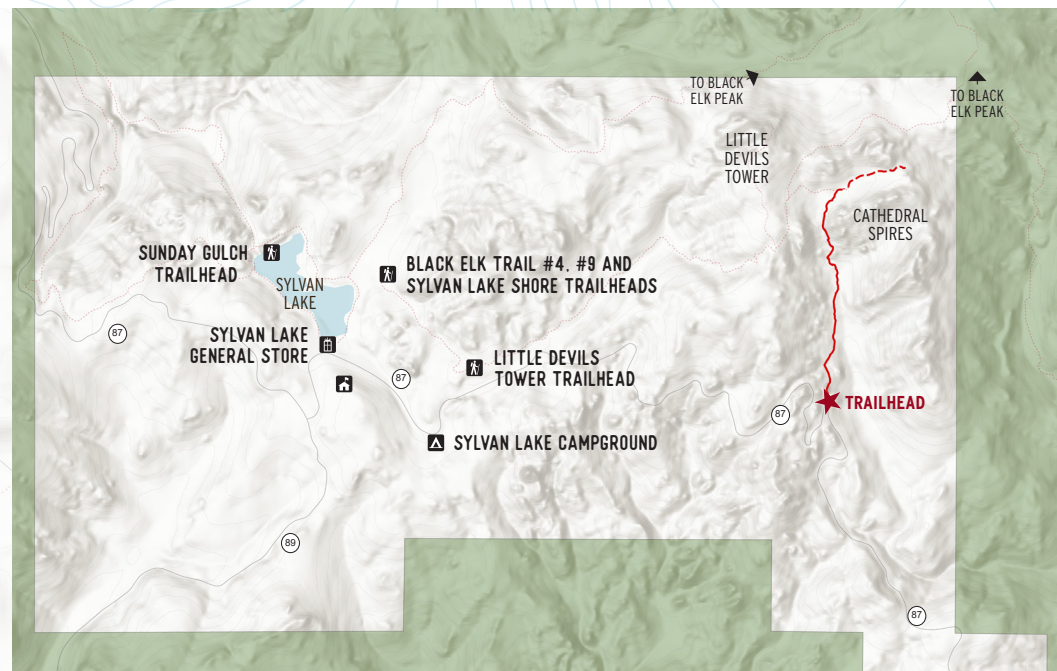 TO BLACK
ELK PEAK
TO BLACK
ELK PEAK
LITTLE
DEVILS
TOWER
CATHEDRAL
SPIRES
SUNDAY GULCH
TRAILHEAD
SYLVAN
LAKE
BLACK ELK TRAIL #4, #9 AND
SYLVAN LAKE SHORE TRAILHEADS
87
SYLVAN LAKE
GENERAL STORE
LITTLE DEVILS
TOWER TRAILHEAD
87
TRAILHEAD
87
SYLVAN LAKE CAMPGROUND
89
87